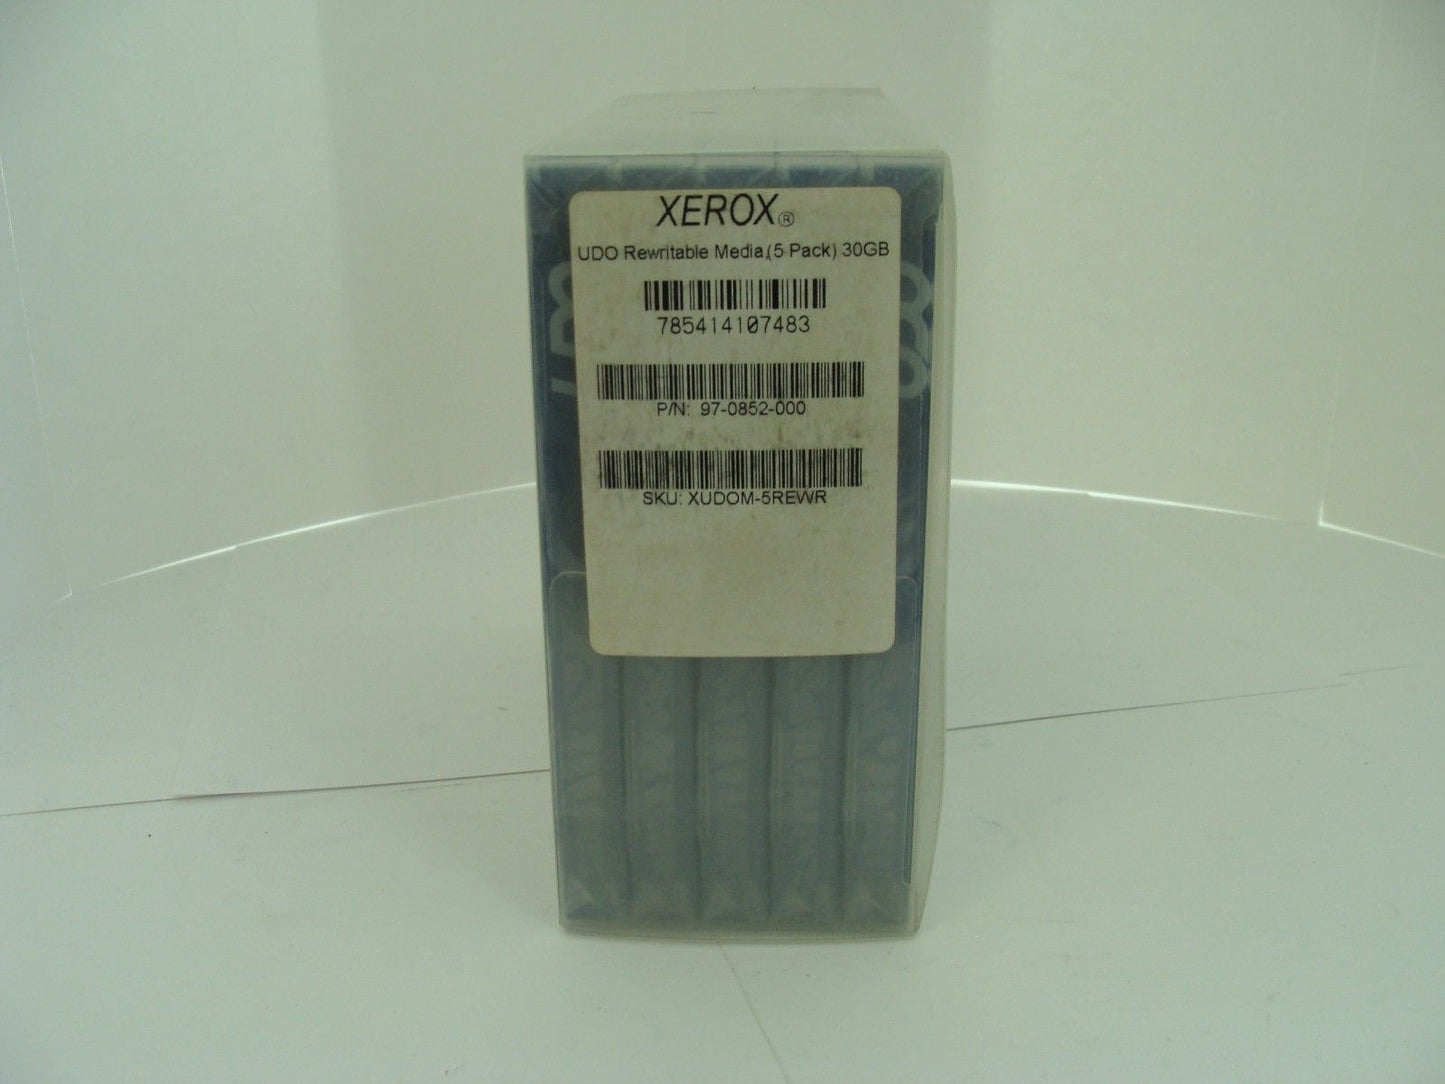 XEROX®
UDO Rewritable Media,(5 Pack) 30GB
785414107483
P/N: 97-0852-000
SKU: XUDOM-5REWR